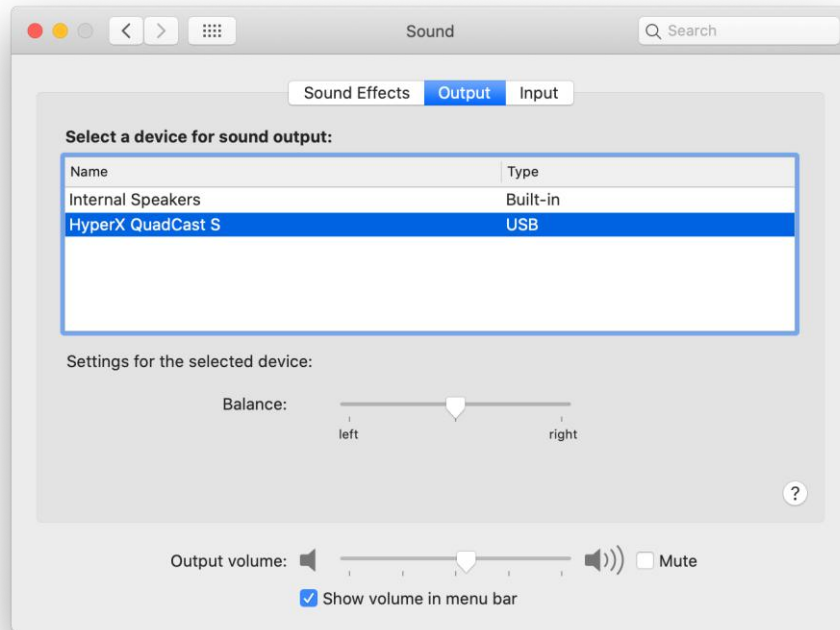 Sound
Search
Sound Effects Output Input
Select a device for sound output:
Name Type
Internal Speakers Built-in
HyperX QuadCast S USB
Settings for the selected device:
Balance:
left right
?
Output volume: Mute
Show volume in menu bar